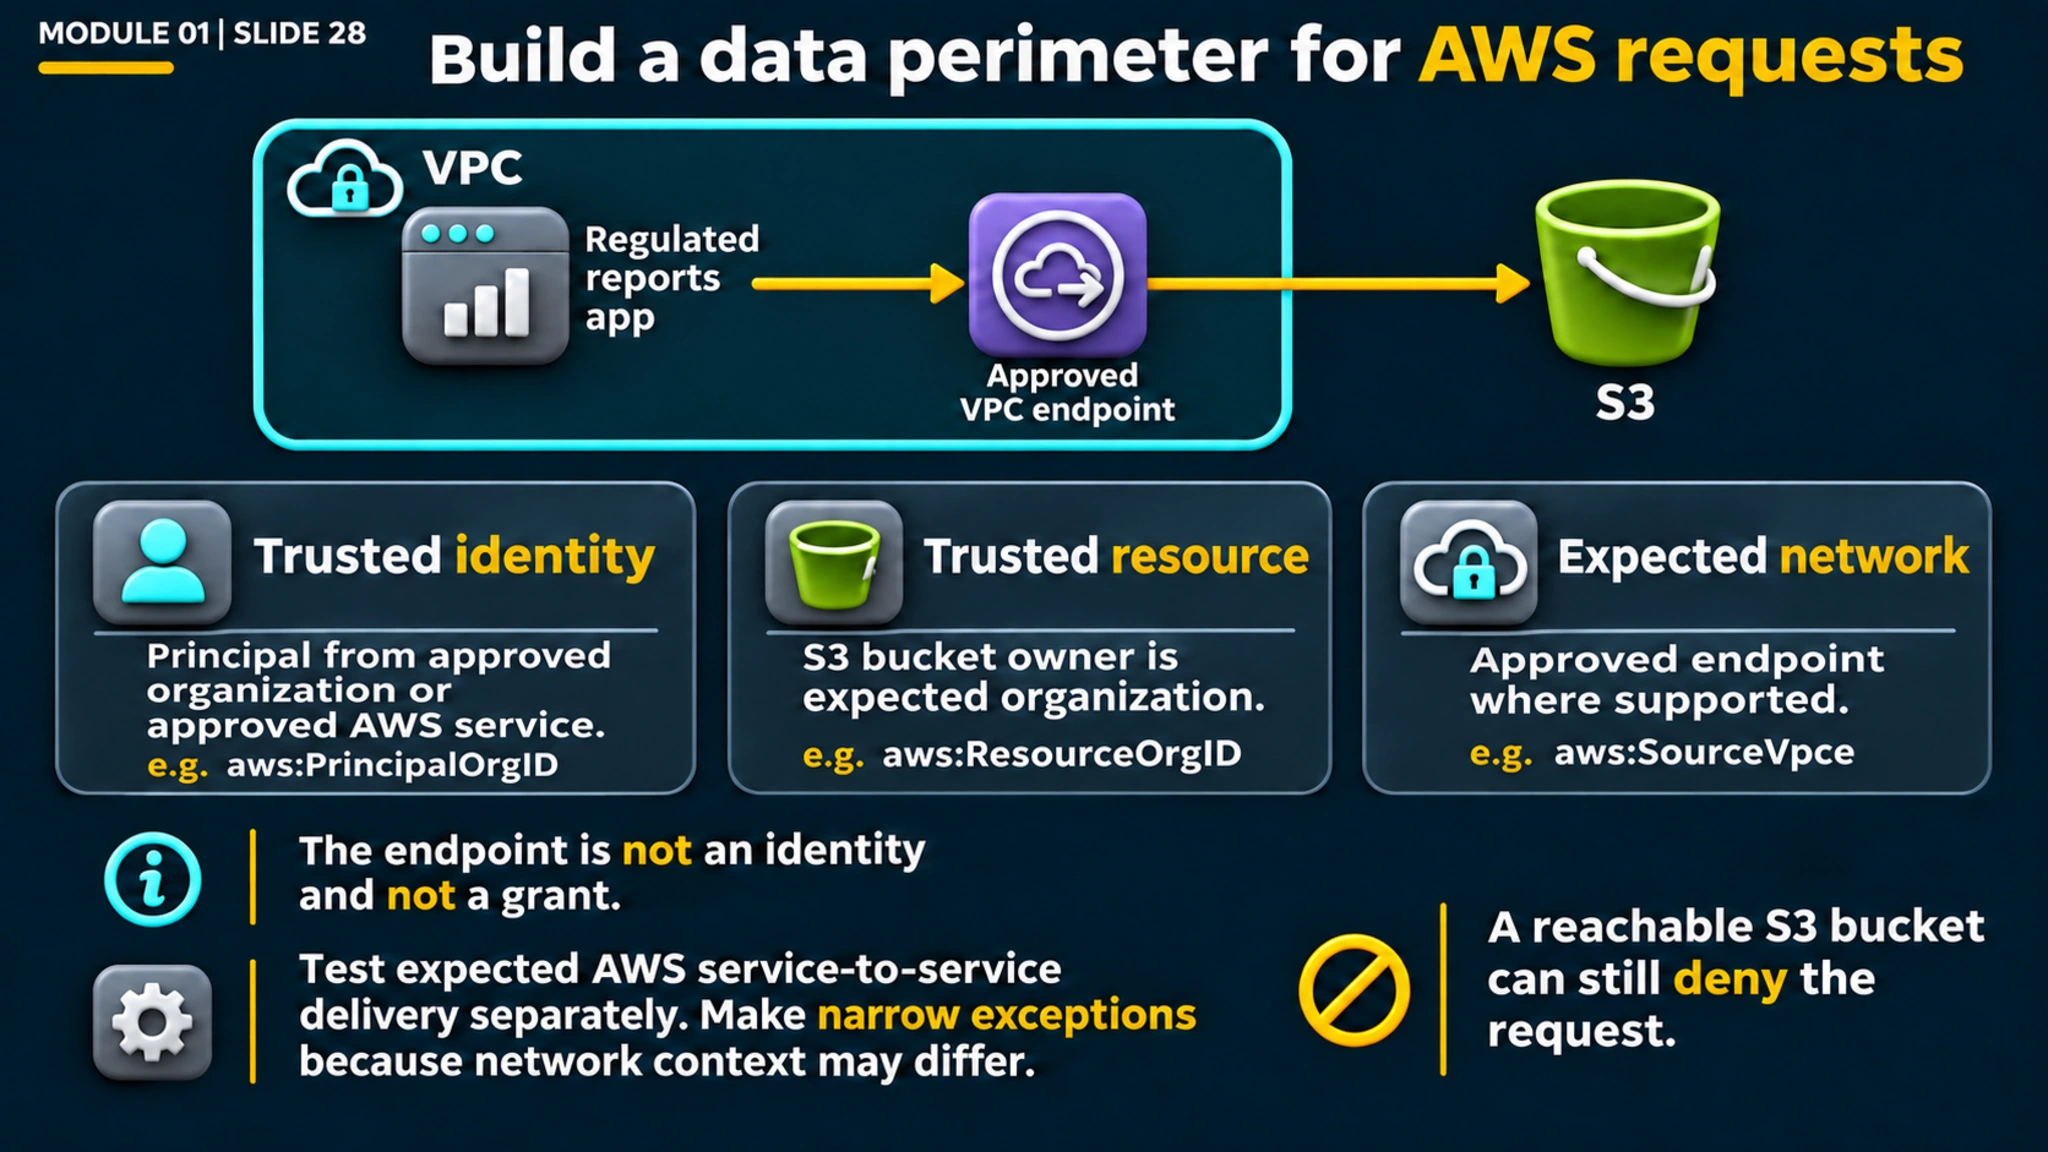 MODULE 01 | SLIDE 28
Build a data perimeter for AWS requests
VPC
Regulated
reports
app
Approved
VPC endpoint
S3
Trusted identity
Principal from approved
organization or
approved AWS service.
e.g. aws:PrincipalOrgID
Trusted resource
S3 bucket owner is
expected organization.
e.g. aws:ResourceOrgID
Expected network
Approved endpoint
where supported.
e.g. aws:SourceVpce
The endpoint is not an identity
and not a grant.
Test expected AWS service-to-service
delivery separately. Make narrow exceptions
because network context may differ.
A reachable S3 bucket
can still deny the
request.